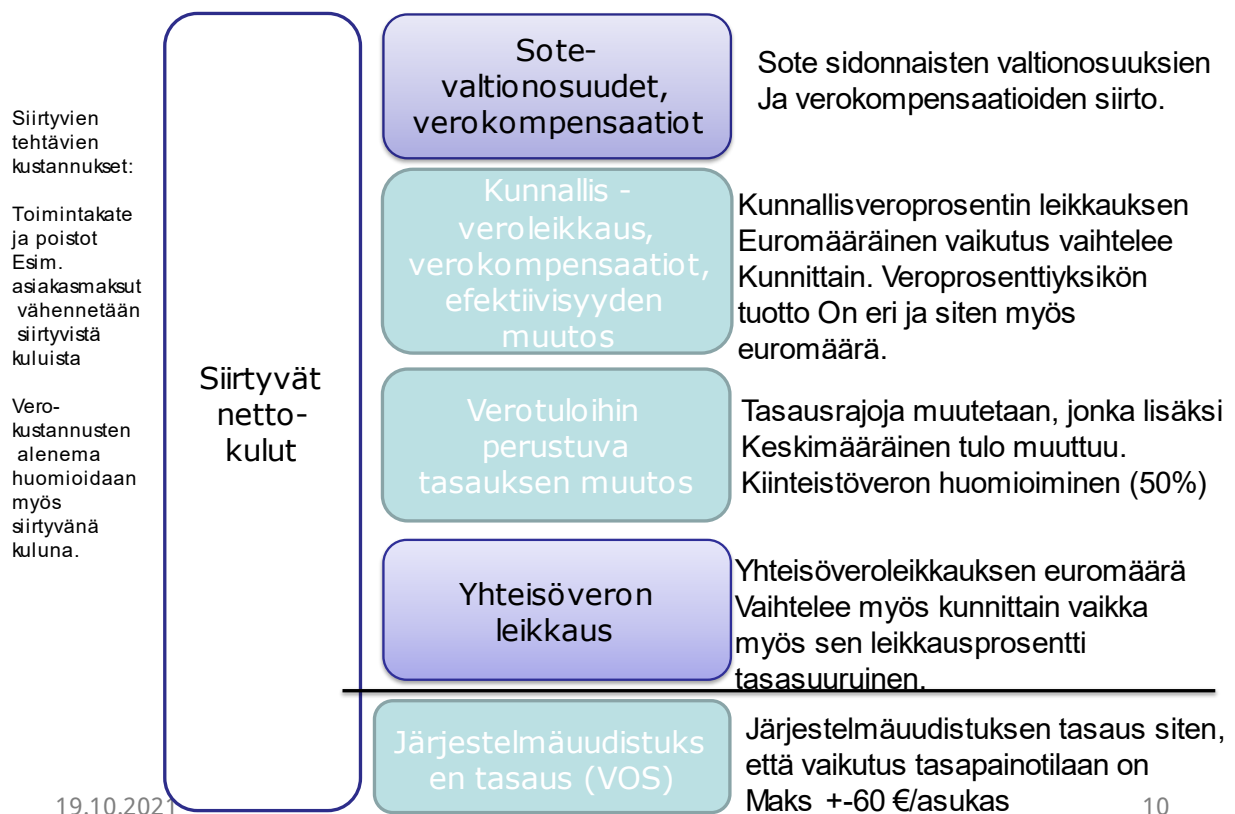 Siirtyvien
tehtävien
kustannukset:
Toimintakate
ja poistot
Esim.
asiakasmaksut
vähennetään
siirtyvistä
kuluista
Vero-
kustannusten
alenema
huomioidaan
myös
siirtyvänä
kuluna.
Siirtyvät
netto-
kulut
Sote-
valtionosuudet,
verokompensaatiot
Sote sidonnaisten valtionosuuksien
Ja verokompensaatioiden siirto.
Kunnallis -
veroleikkaus,
verokompensaatiot,
efektiivisyyden
muutos
Kunnallisveroprosentin leikkauksen
Euromääräinen vaikutus vaihtelee
Kunnittain. Veroprosenttiyksikön
tuotto On eri ja siten myös
euromäärä.
Verotuloihin
perustuva
tasauksen muutos
Tasausrajoja muutetaan, jonka lisäksi
Keskimääräinen tulo muuttuu.
Kiinteistöveron huomioiminen (50%)
Yhteisöveron
leikkaus
Yhteisöveroleikkauksen euromäärä
Vaihtelee myös kunnittain vaikka
myös sen leikkausprosentti
tasasuuruinen.
Järjestelmäuudistuks
en tasaus (VOS)
Järjestelmäuudistuksen tasaus siten,
että vaikutus tasapainotilaan on
Maks +-60 €/asukas
19.10.2021
10